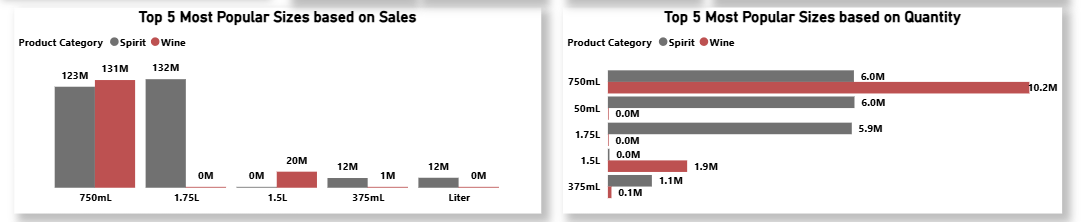 Top 5 Most Popular Sizes based on Sales
Product Category Spirit Wine
123M 131M 132M 0M 0M 20M 12M 1M 12M 0M
750mL 1.75L 1.5L 375mL Liter
Top 5 Most Popular Sizes based on Quantity
Product Category Spirit Wine
750mL 6.0M
10.2M
50mL 6.0M
0.0M
1.75L 5.9M
0.0M
1.5L 0.0M
1.9M
375mL 1.1M
0.1M